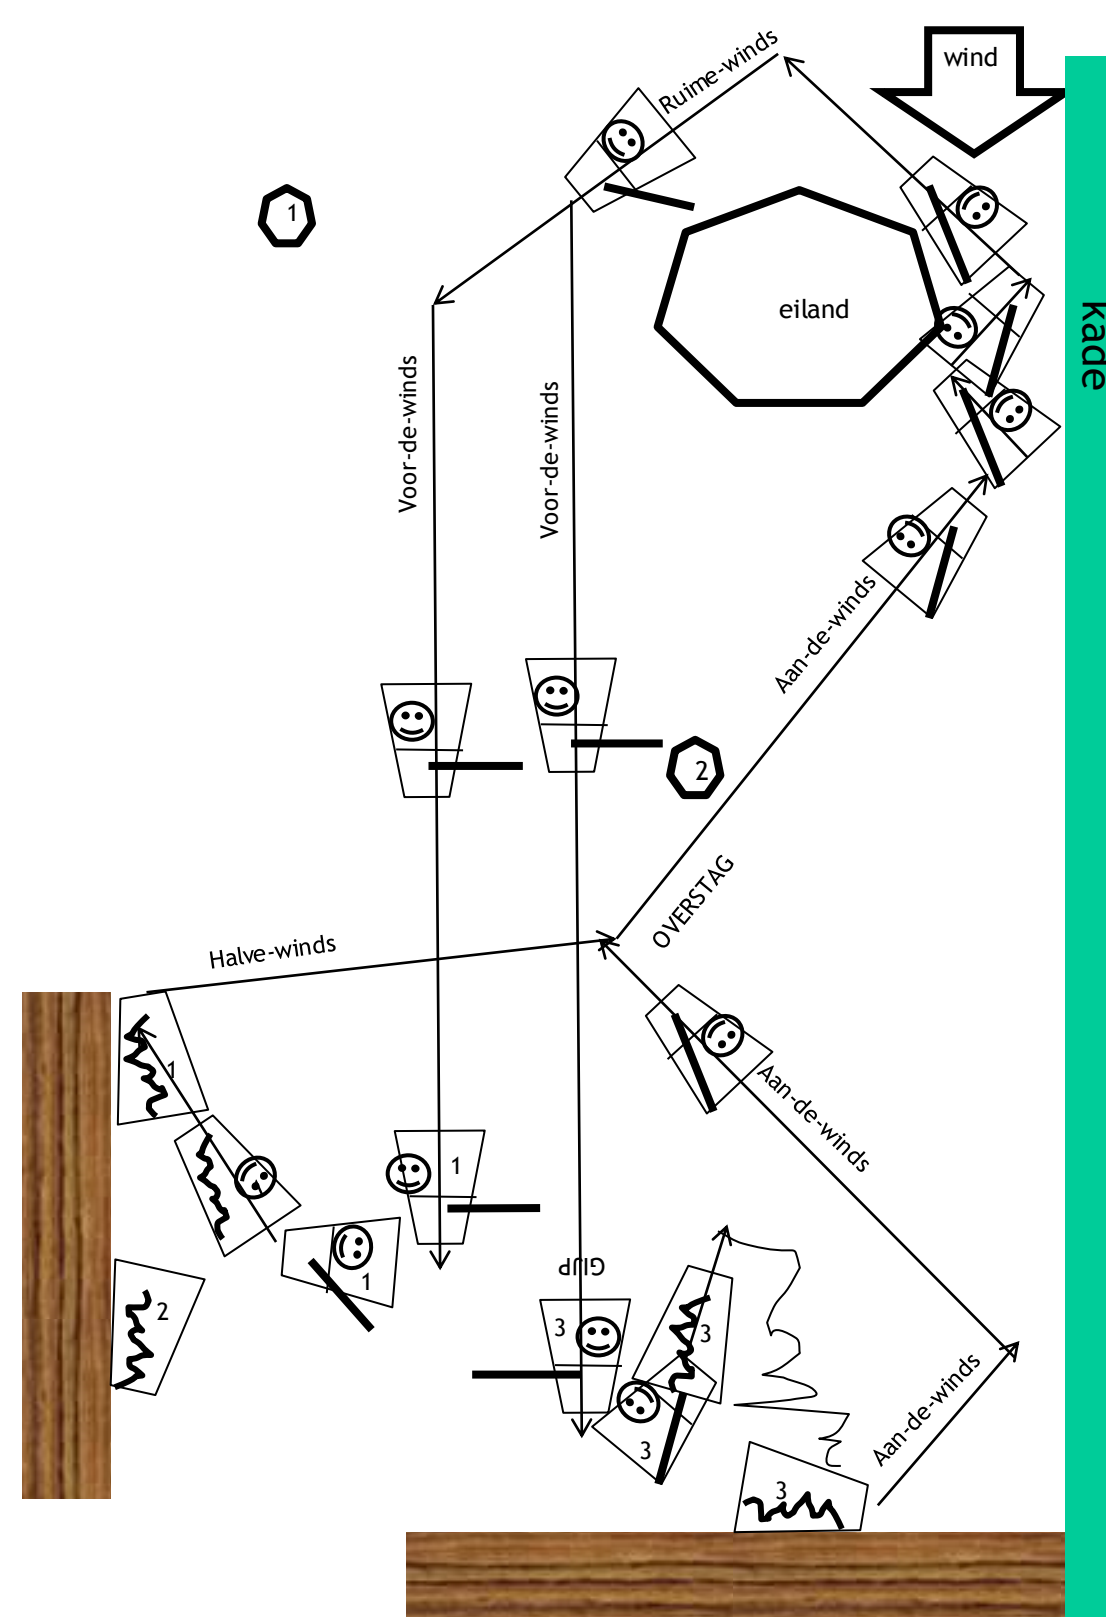 Ruime-winds
wind
1
eiland
kade
Voor-de-winds
Voor-de-winds
Aan-de-winds
2
OVERSTAG
Halve-winds
1
Aan-de-winds
1
1
2
GIJP
3
3
3
Aan-de-winds
3